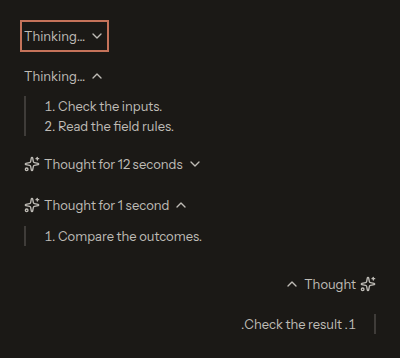 Thinking...
Thinking...
1. Check the inputs.
2. Read the field rules.
Thought for 12 seconds
Thought for 1 second
1. Compare the outcomes.
Thought
.Check the result .1